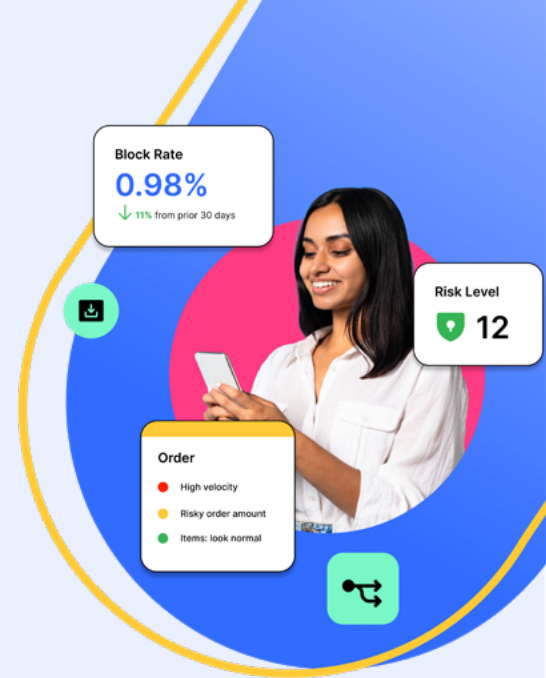 Block Rate
0.98%
11% from prior 30 days
Risk Level
12
Order
High velocity
Risky order amount
Items: look normal